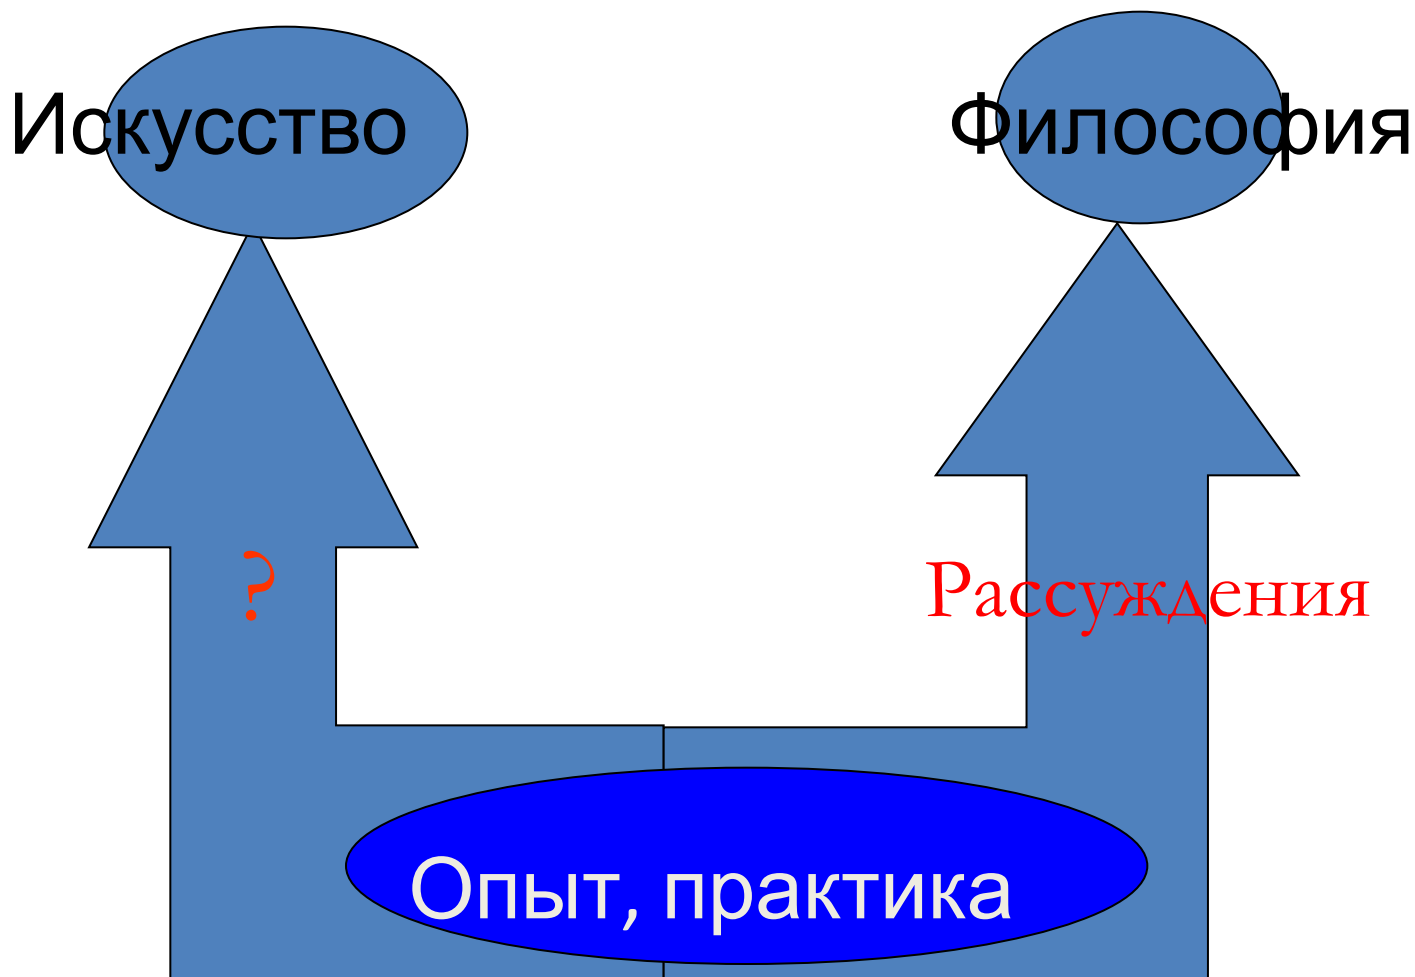 Искусство
Философия
?
Рассуждения
Опыт, практика